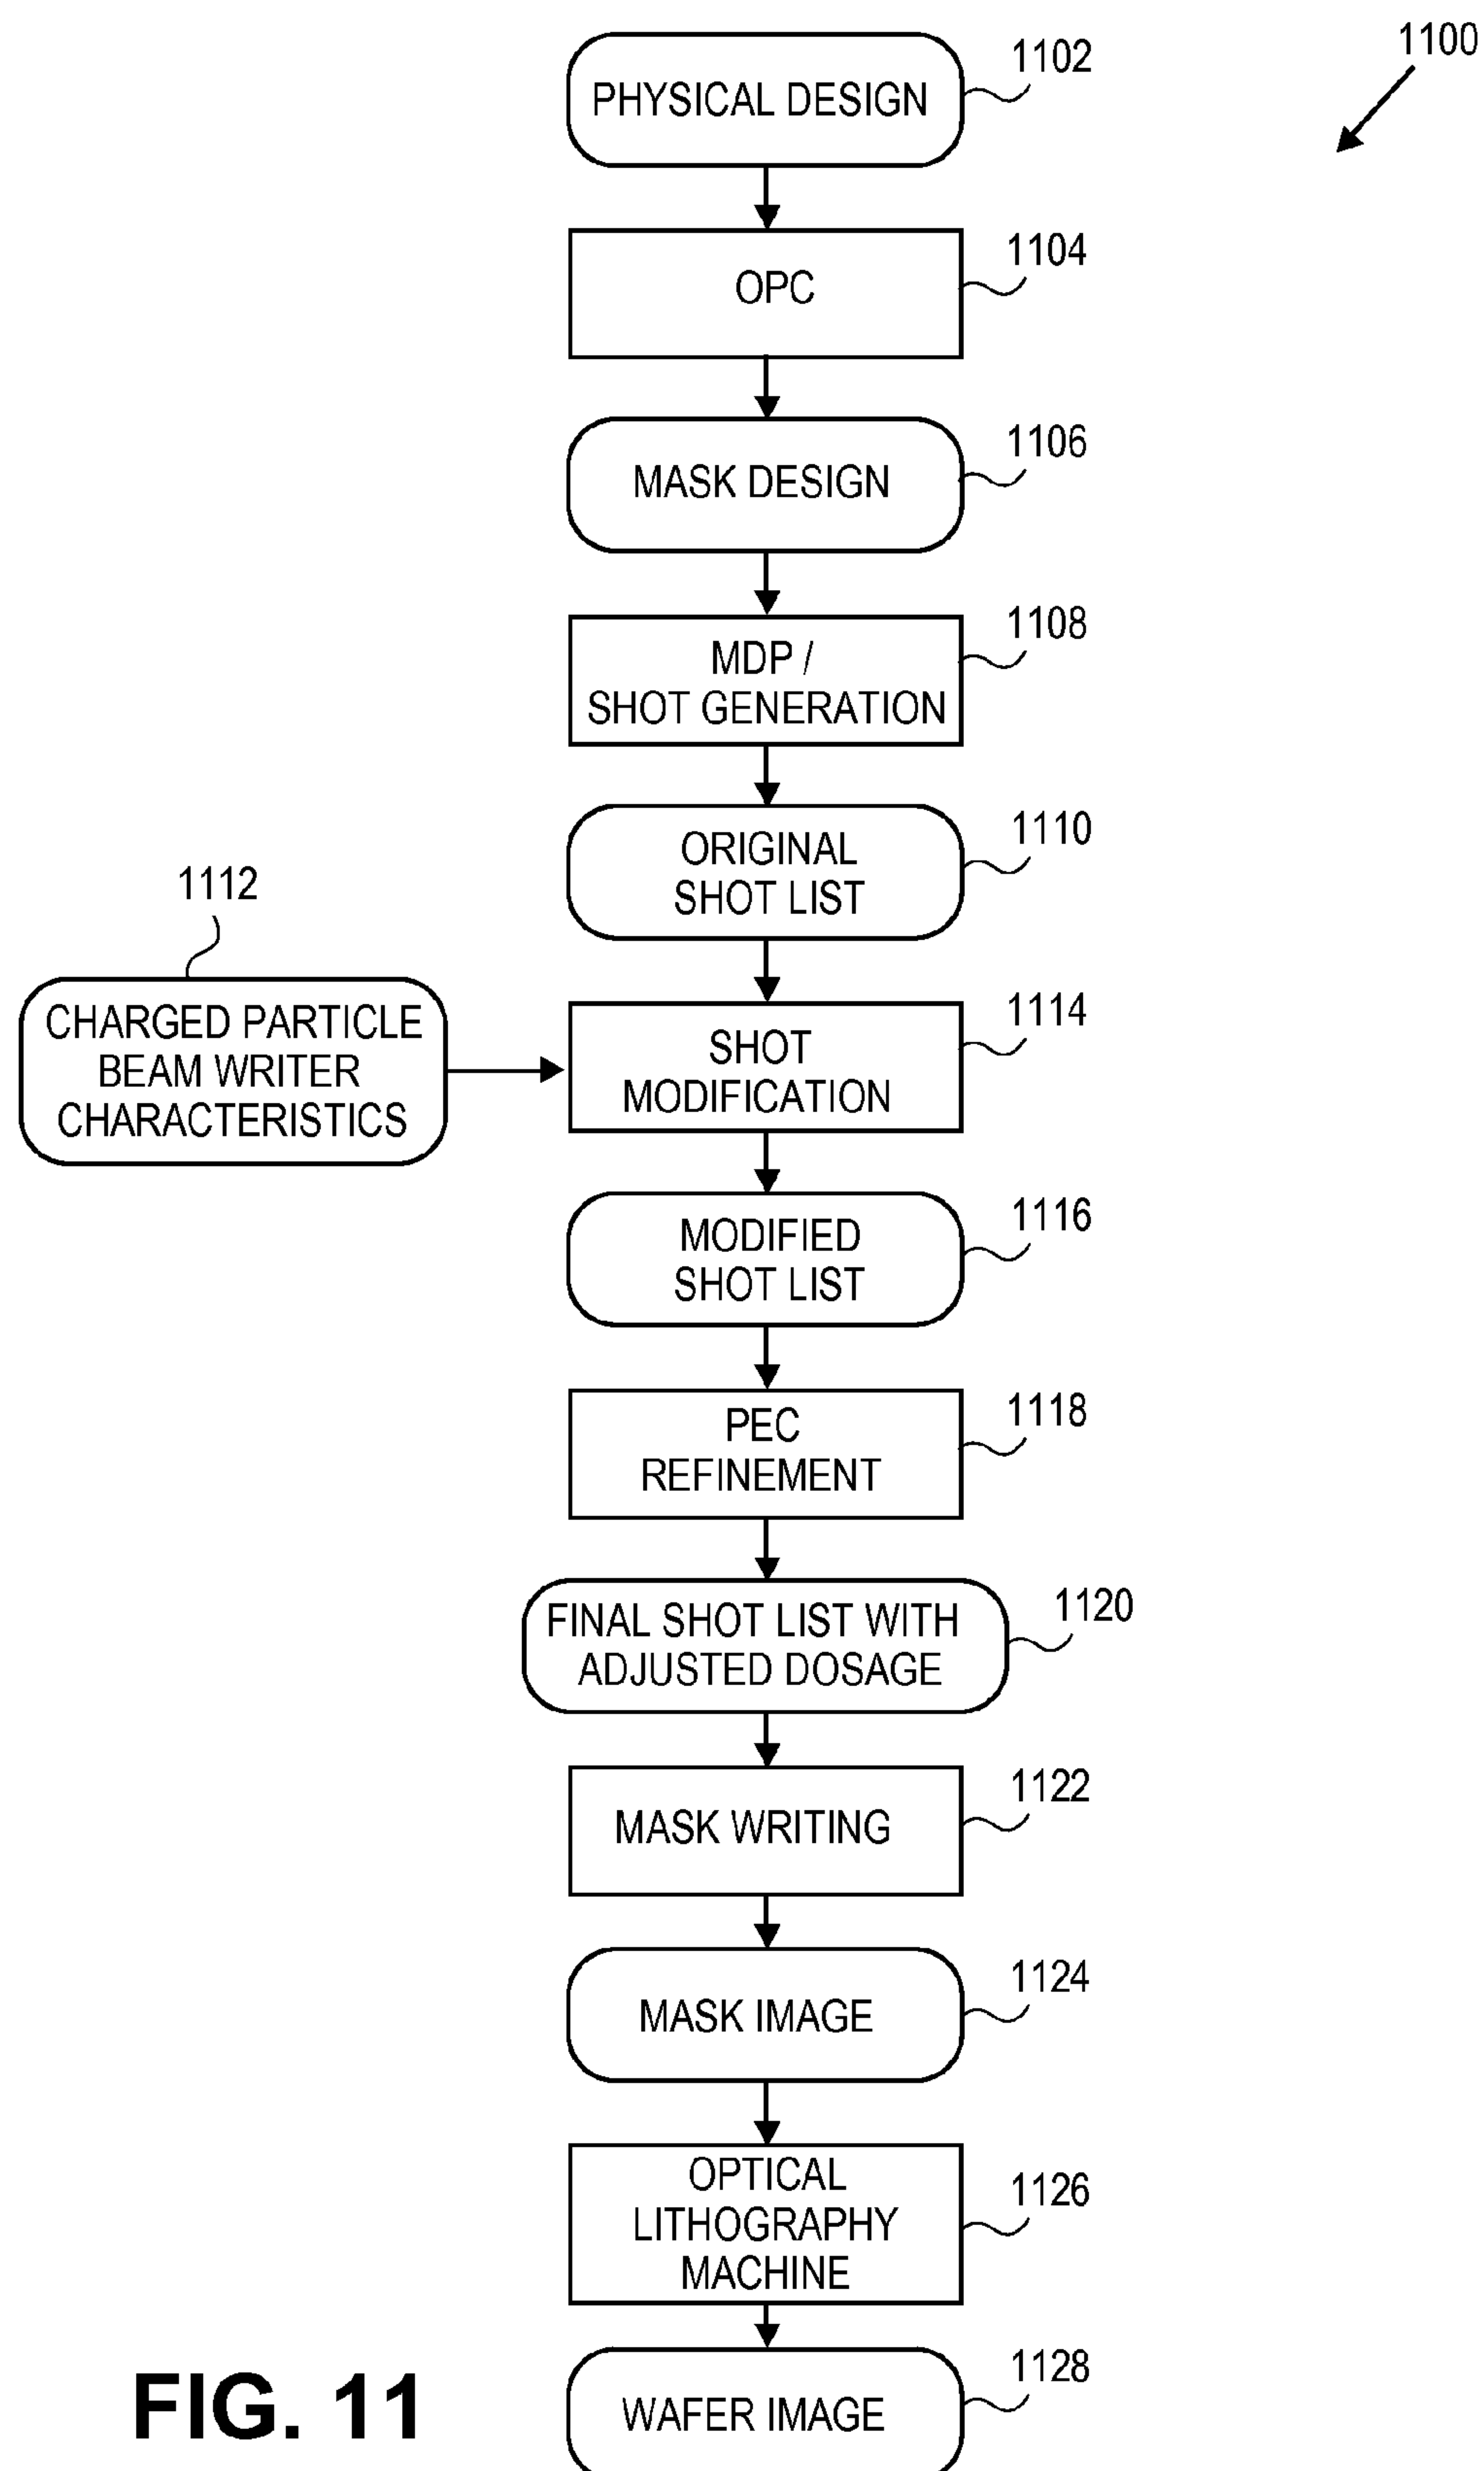 1100
PHYSICAL DESIGN
1102
OPC
1104
MASK DESIGN
1106
MDP /
SHOT GENERATION
1108
ORIGINAL
SHOT LIST
1110
1112
CHARGED PARTICLE
BEAM WRITER
CHARACTERISTICS
SHOT
MODIFICATION
1114
MODIFIED
SHOT LIST
1116
PEC
REFINEMENT
1118
FINAL SHOT LIST WITH
ADJUSTED DOSAGE
1120
MASK WRITING
1122
MASK IMAGE
1124
OPTICAL
LITHOGRAPHY
MACHINE
1126
WAFER IMAGE
1128
FIG. 11